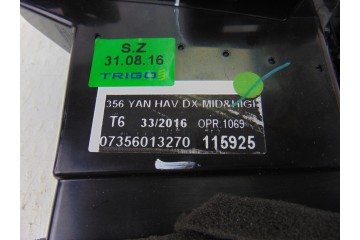 S.Z
31.08.16
TRIGO
356 YAN HAV DX MID&HIGH
T6 33/2016 OPR:1069
07356013270 115925